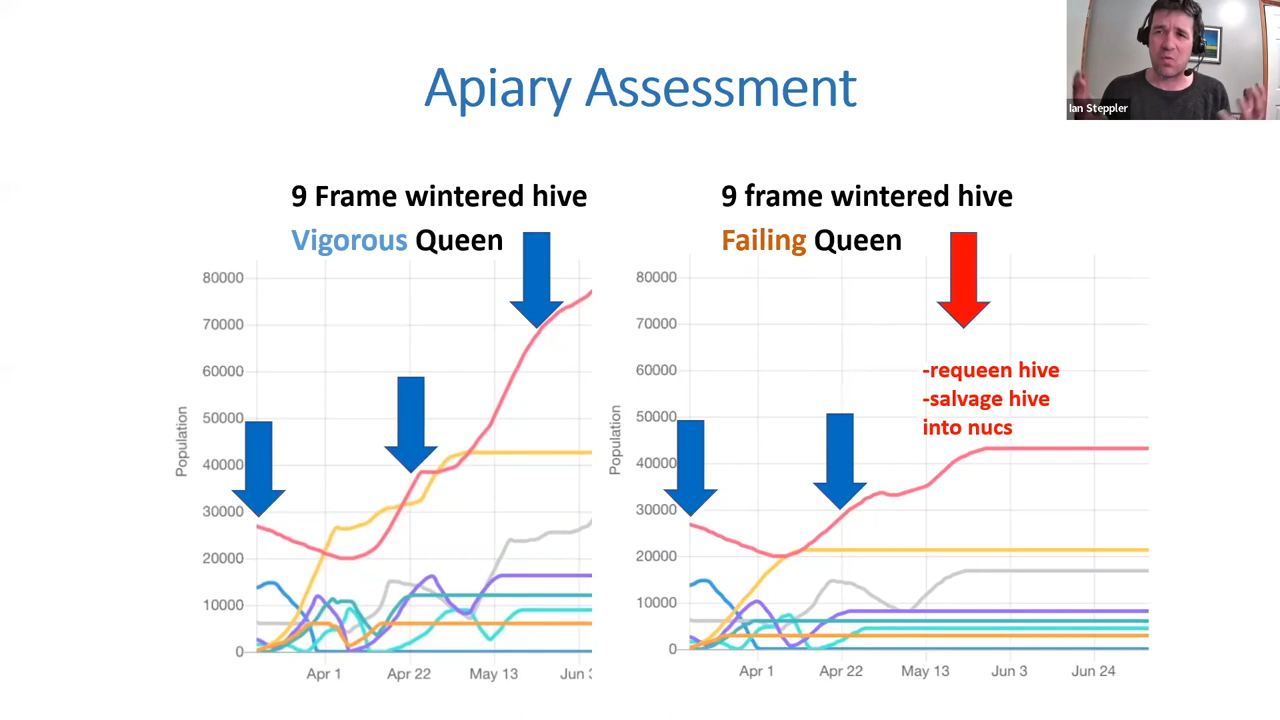 Ian Steppler
Apiary Assessment
9 Frame wintered hive
Vigorous Queen
80000
70000
60000
50000
40000
30000
20000
10000
0
Population
Apr 1
Apr 22
May 13
Jun 3
9 frame wintered hive
Failing Queen
-requeen hive
-salvage hive
into nucs
80000
70000
60000
50000
40000
30000
20000
10000
0
Population
Apr 1
Apr 22
May 13
Jun 3
Jun 24